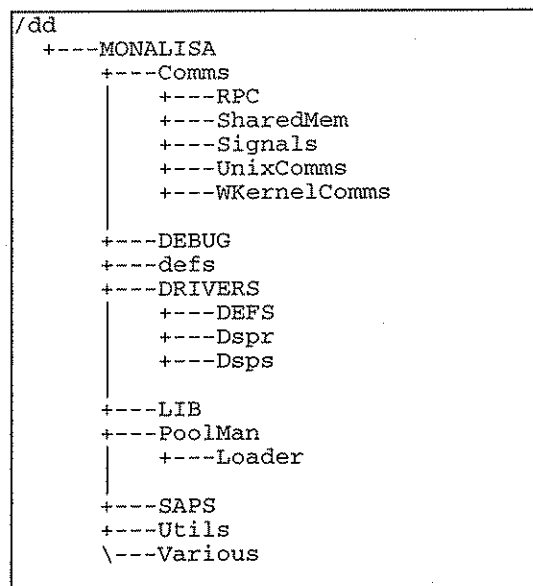 /dd
+---MONALISA
+---Comms
| +---RPC
| +---SharedMem
| +---Signals
| +---UnixComms
| +---WKernelComms
|
+---DEBUG
+---defs
+---DRIVERS
| +---DEFS
| +---Dspr
| +---Dsps
|
+---LIB
+---PoolMan
| +---Loader
|
+---SAPS
+---Utils
\---Various